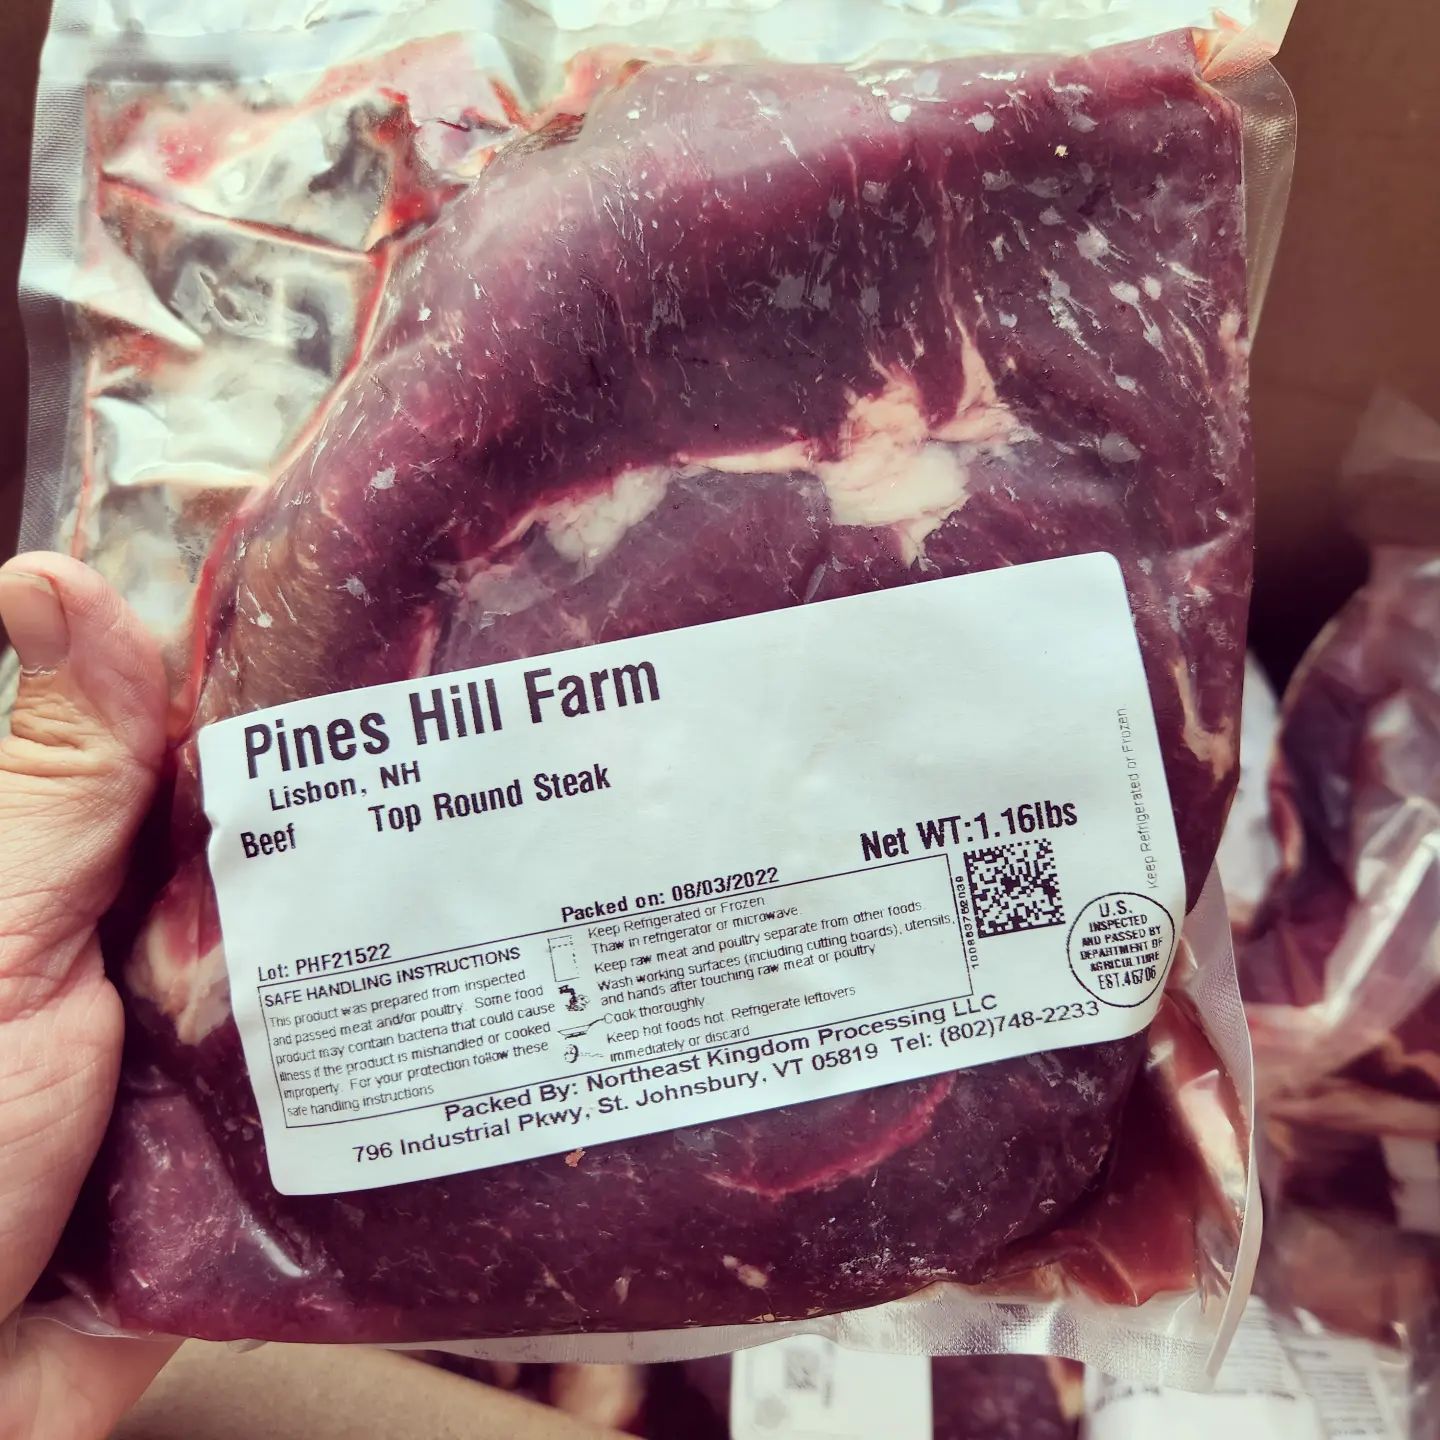 Pines Hill Farm
Lisbon, NH
Beef Top Round Steak
Net WT:1.16lbs
Packed on: 08/03/2022
Lot: PHF21522
SAFE HANDLING INSTRUCTIONS
This product was prepared from inspected
and passed meat and/or poultry. Some food
product may contain bacteria that could cause
illness if the product is mishandled or cooked
improperly. For your protection follow these
safe handling instructions
Keep Refrigerated or Frozen
Thaw in refrigerator or microwave.
Keep raw meat and poultry separate from other foods.
Wash working surfaces (including cutting boards), utensils,
and hands after touching raw meat or poultry
Cook thoroughly
Keep hot foods hot. Refrigerate leftovers
immediately or discard
Keep Refrigerated or Frozen
U.S.
INSPECTED
AND PASSED BY
DEPARTMENT OF
AGRICULTURE
Packed By: Northeast Kingdom Processing LLC
796 Industrial Pkwy, St. Johnsbury, VT 05819 Tel: (802)748-2233